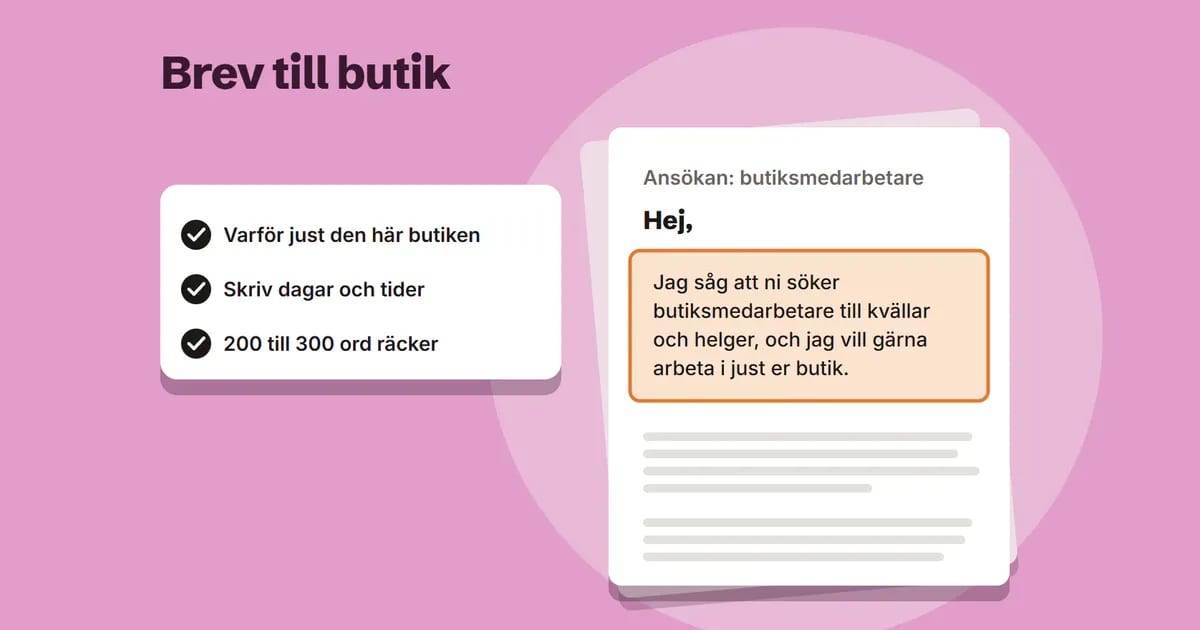 Brev till butik
Varför just den här butiken
Skriv dagar och tider
200 till 300 ord räcker
Ansökan: butiksmedarbetare
Hej,
Jag såg att ni söker
butiksmedarbetare till kvällar
och helger, och jag vill gärna
arbeta i just er butik.